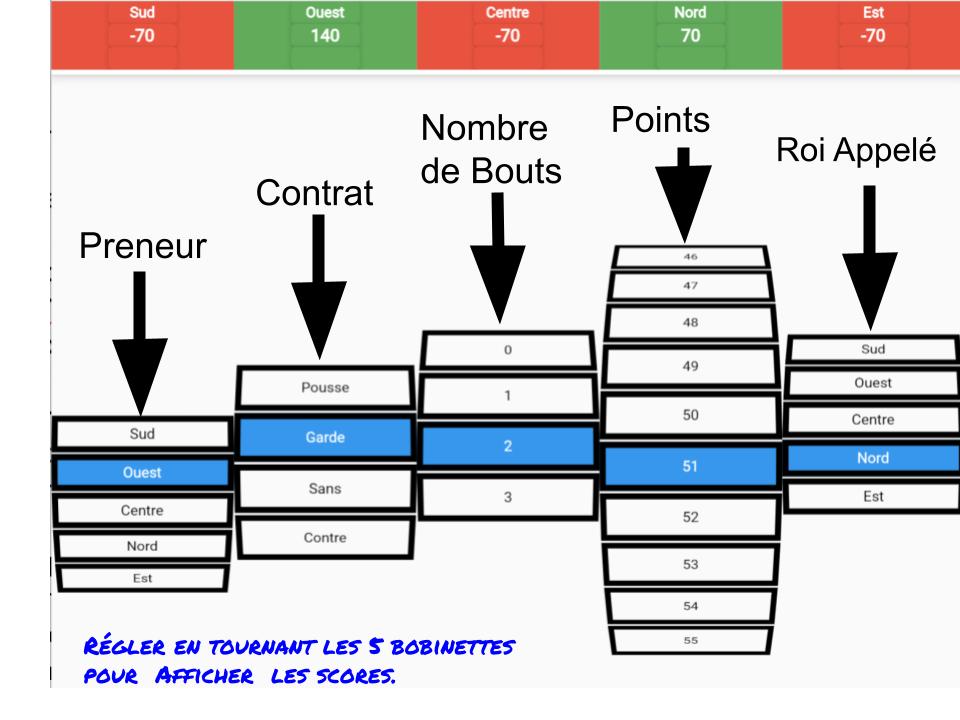 Sud Ouest Centre Nord Est
-70 140 -70 70 -70
Points
Nombre
de Bouts
Roi Appelé
Contrat
Preneur
46
47
48
49
50
51
52
53
54
55
0
1
2
3
Sud
Ouest
Centre
Nord
Est
Pousse
Garde
Sans
Contre
Sud
Ouest
Centre
Nord
Est
Régler en tournant les 5 bobinettes
pour Afficher les scores.